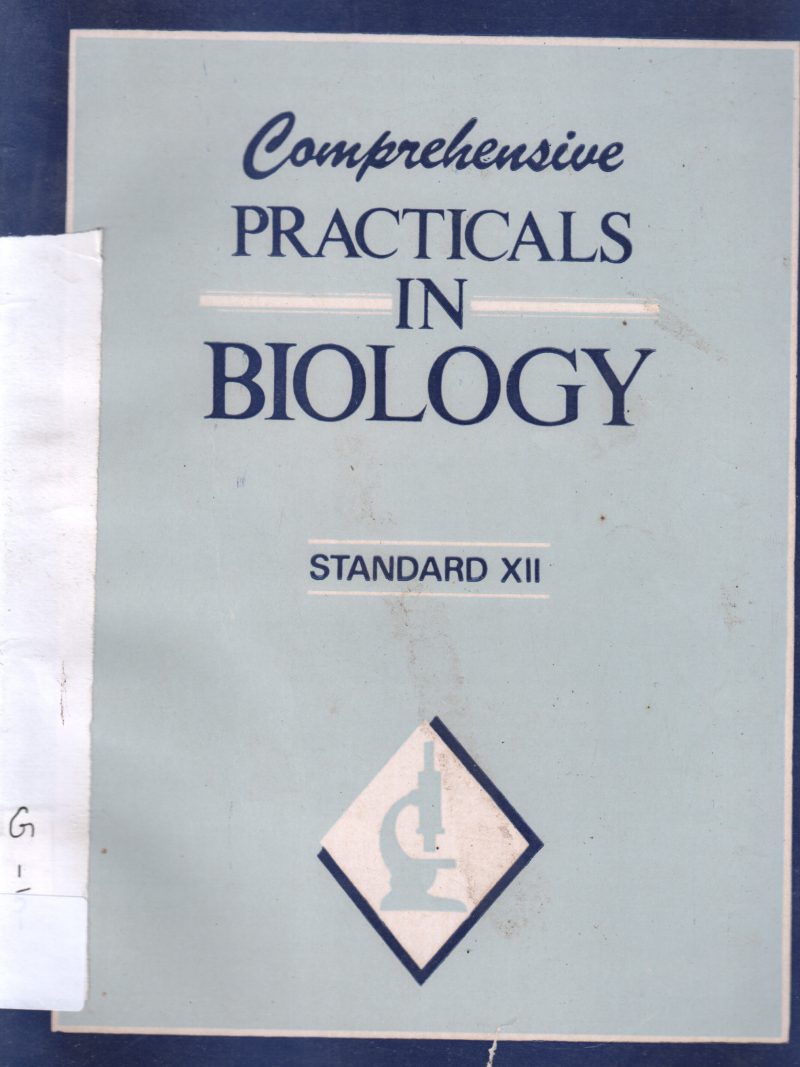 Comprehensive
PRACTICALS
IN
BIOLOGY
STANDARD XII
G
-